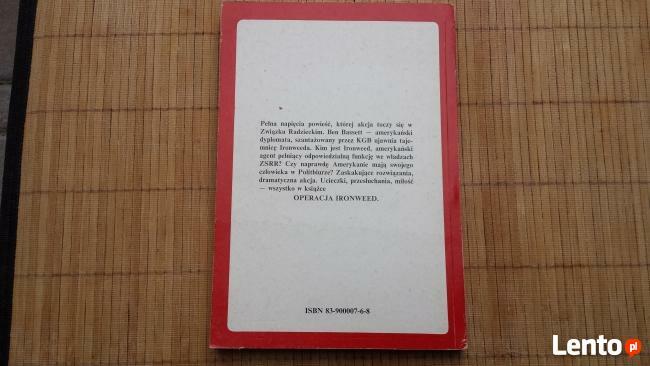 Pełna napięcia powieść, której akcja toczy się w
Związku Radzieckim. Ben Bassett — amerykański
dyplomata, szantażowany przez KGB ujawnia taje-
mnicę Ironweeda. Kim jest Ironweed, amerykański
agent pełniący odpowiedzialną funkcję we władzach
ZSRR? Czy naprawdę Amerykanie mają swojego
człowieka w Politbiurze? Zaskakujące rozwiązania,
dramatyczna akcja. Ucieczki, przesłuchania, miłość
— wszystko w książce
OPERACJA IRONWEED.
ISBN 83-900007-6-8
Lento.pl